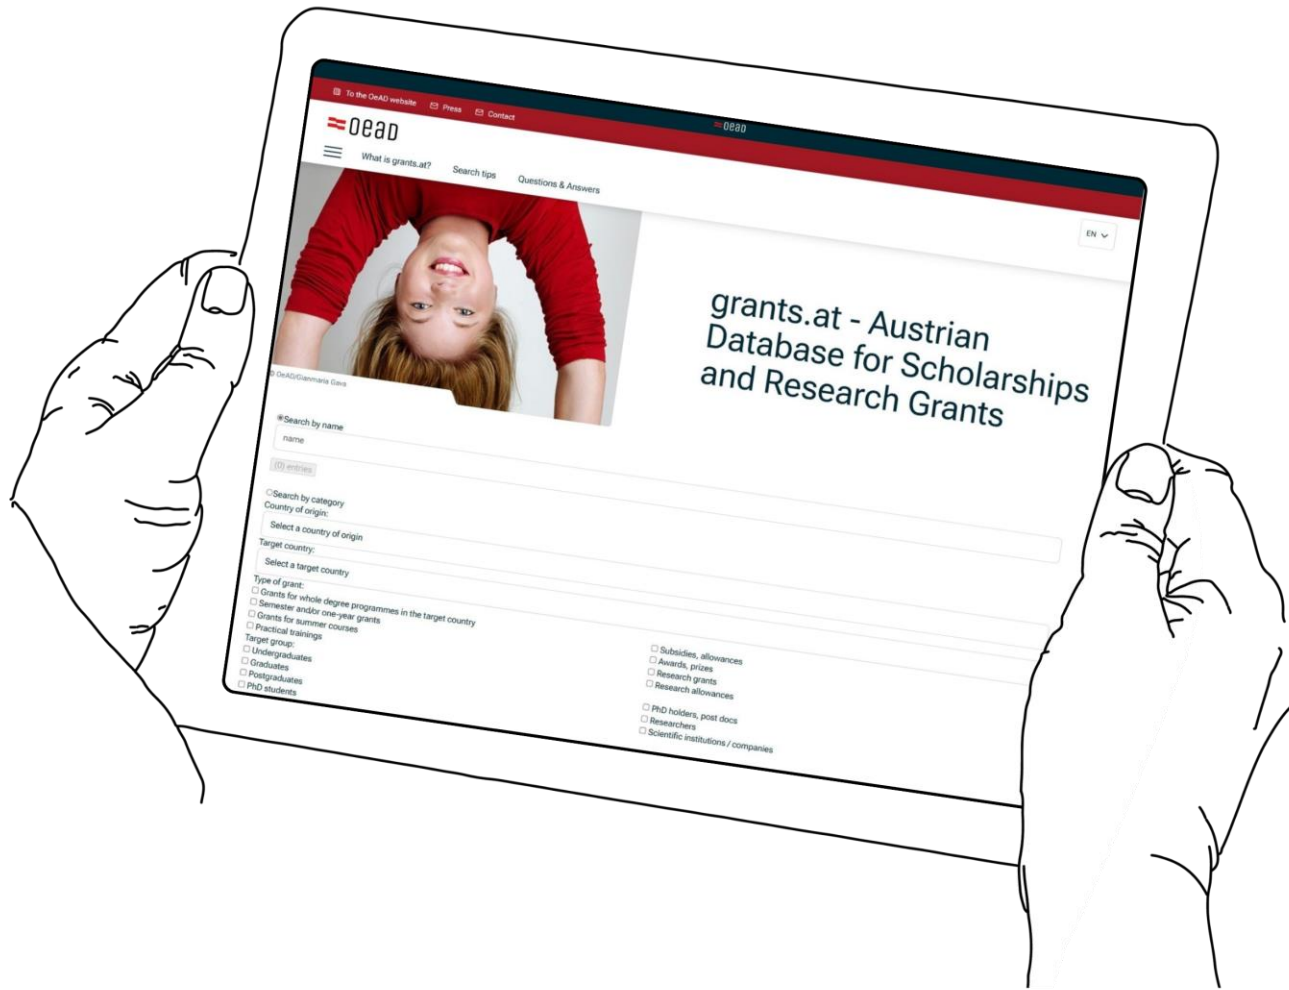 To the OeAD website Press Contact
oead
oead
What is grants.at? Search tips Questions & Answers
EN
grants.at - Austrian
Database for Scholarships
and Research Grants
© OeAD/Gianmaria Gava
Search by name
name
(0) entries
Search by category
Country of origin:
Select a country of origin
Target country:
Select a target country
Type of grant:
Grants for whole degree programmes in the target country
Semester and/or one-year grants
Grants for summer courses
Practical trainings
Subsidies, allowances
Awards, prizes
Research grants
Research allowances
Target group:
Undergraduates
Graduates
Postgraduates
PhD students
PhD holders, post docs
Researchers
Scientific institutions / companies